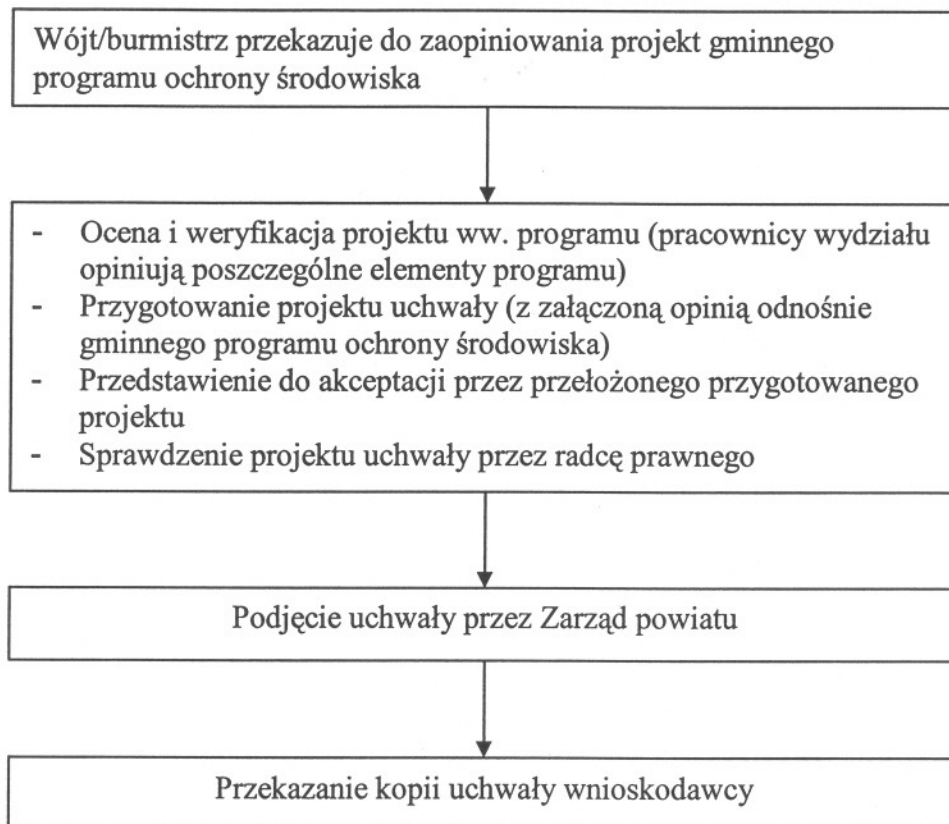 Wójt/burmistrz przekazuje do zaopiniowania projekt gminnego
programu ochrony środowiska
- Ocena i weryfikacja projektu ww. programu (pracownicy wydziału
opiniują poszczególne elementy programu)
- Przygotowanie projektu uchwały (z załączoną opinią odnośnie
gminnego programu ochrony środowiska)
- Przedstawienie do akceptacji przez przełożonego przygotowanego
projektu
- Sprawdzenie projektu uchwały przez radcę prawnego
Podjęcie uchwały przez Zarząd powiatu
Przekazanie kopii uchwały wnioskodawcy